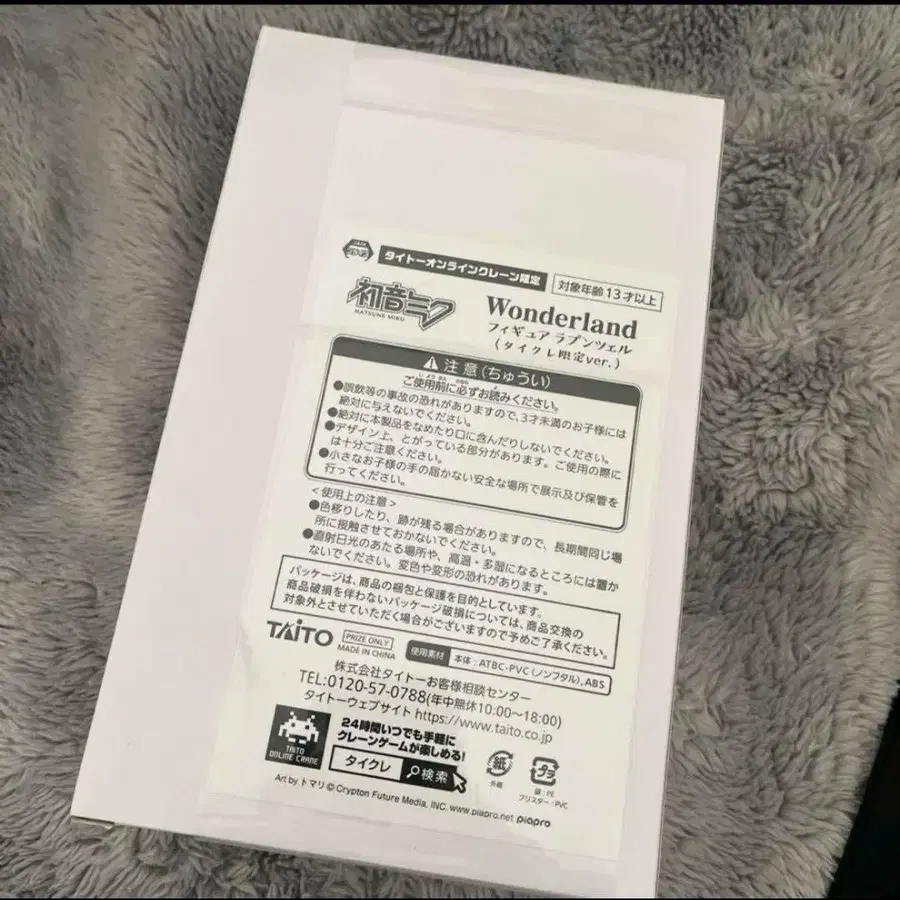 タイトーオンラインクレーン限定
対象年齢13才以上
初音ミク
HATSUNE MIKU
Wonderland
フィギュア ラプンツェル
(タイクレ限定ver.)
注意(ちゅうい)
ご使用前に必ずお読みください。
●誤飲等の事故の恐れがありますので、3才未満のお子様には
絶対に与えないでください。
●絶対に本製品をなめたり口に含んだりしないでください。
●デザイン上、とがっている部分があります。ご使用の際に
は十分ご注意ください。
●小さなお子様の手の届かない安全な場所で展示及び保管を
行ってください。
<使用上の注意>
●色移りしたり、跡が残る場合がありますので、長期間同じ場
所に接触させておかないでください。
●直射日光のあたる場所や、高温・多湿になるところには置か
ないでください。変色や変形の恐れがあります。
パッケージは、商品の梱包と保護を目的としています。
商品破損を伴わないパッケージ破損については、商品交換の
対象外とさせていただく場合がございますので予めご了承ください。
TAITO
PRIZE ONLY
MADE IN CHINA
使用素材
本体:ATBC-PVC(ノンフタル),ABS
株式会社タイトーお客様相談センター
TEL:0120-57-0788(年中無休10:00〜18:00)
タイトーウェブサイト https://www.taito.co.jp
TAITO
ONLINE CRANE
24時間いつでも手軽に
クレーンゲームが楽しめる!
タイクレ
検索
紙
外箱
プラ
袋:PE
ブリスター:PVC
Art by トマリ © Crypton Future Media, INC. www.piapro.net piapro